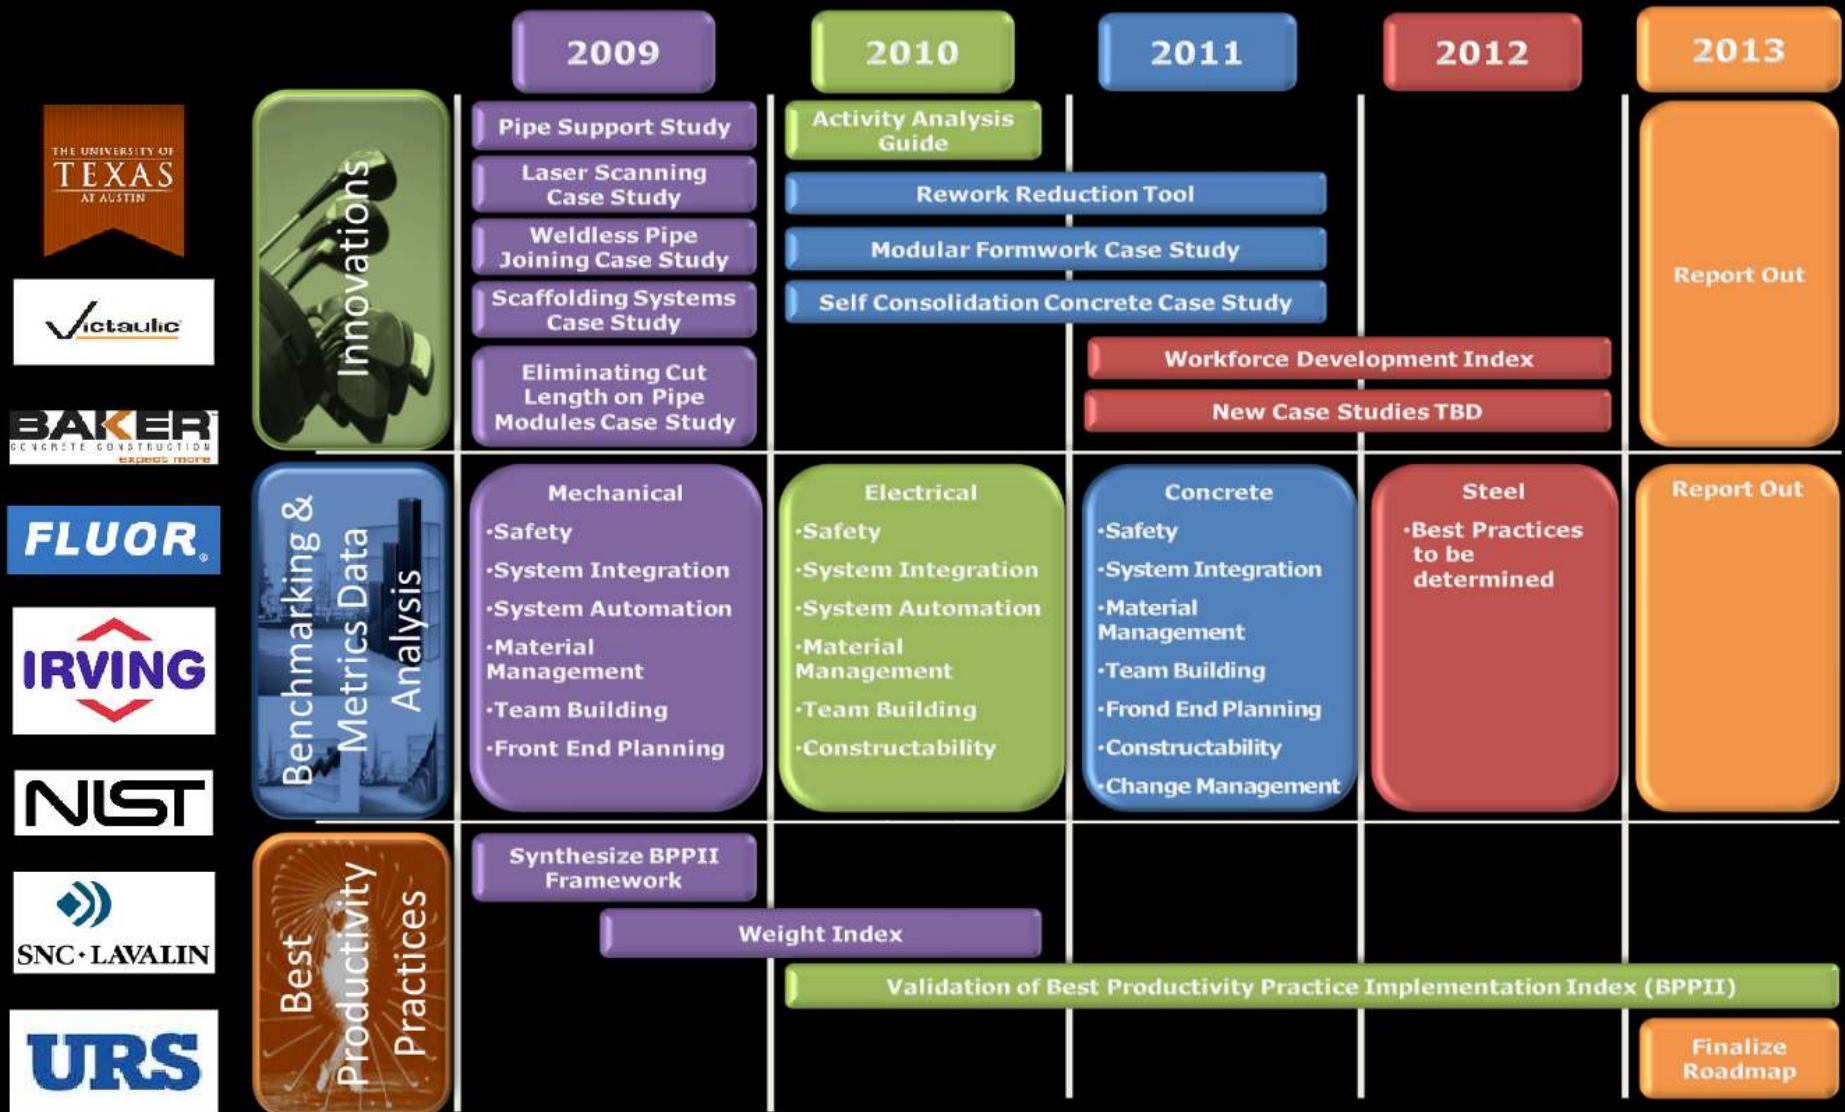 2009
2010
2011
2012
2013
THE UNIVERSITY OF
TEXAS
AT AUSTIN
Victaulic
BAKER
CONCRETE CONSTRUCTION
expect more
FLUOR®
IRVING
NIST
SNC·LAVALIN
URS
Innovations
Pipe Support Study
Laser Scanning
Case Study
Weldless Pipe
Joining Case Study
Scaffolding Systems
Case Study
Eliminating Cut
Length on Pipe
Modules Case Study
Activity Analysis
Guide
Rework Reduction Tool
Modular Formwork Case Study
Self Consolidation Concrete Case Study
Workforce Development Index
New Case Studies TBD
Report Out
Benchmarking &
Metrics Data
Analysis
Mechanical
·Safety
·System Integration
·System Automation
·Material
Management
·Team Building
·Front End Planning
Electrical
·Safety
·System Integration
·System Automation
·Material
Management
·Team Building
·Constructability
Concrete
·Safety
·System Integration
·Material
Management
·Team Building
·Frond End Planning
·Constructability
·Change Management
Steel
·Best Practices
to be
determined
Report Out
Best
Productivity
Practices
Synthesize BPPII
Framework
Weight Index
Validation of Best Productivity Practice Implementation Index (BPPII)
Finalize
Roadmap